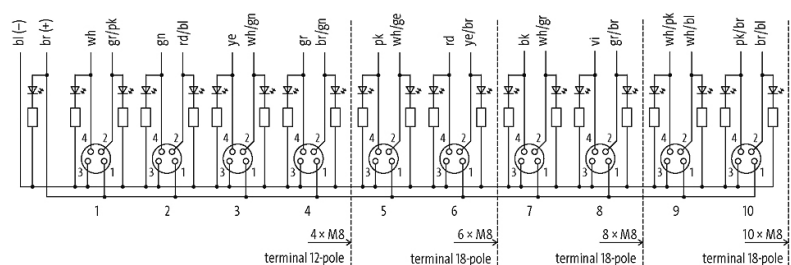 bl (–) br (+) wh gr/pk gn rd/bl ye wh/gn gr br/gn pk wh/ge rd ye/br bk wh/gr vi gr/br wh/pk wh/bl pk/br br/bl
4 2 4 2 4 2 4 2 4 2 4 2 4 2 4 2 4 2 4 2
3 1 3 1 3 1 3 1 3 1 3 1 3 1 3 1 3 1 3 1
1 2 3 4 5 6 7 8 9 10
4 × M8 6 × M8 8 × M8 10 × M8
terminal 12-pole terminal 18-pole terminal 18-pole terminal 18-pole